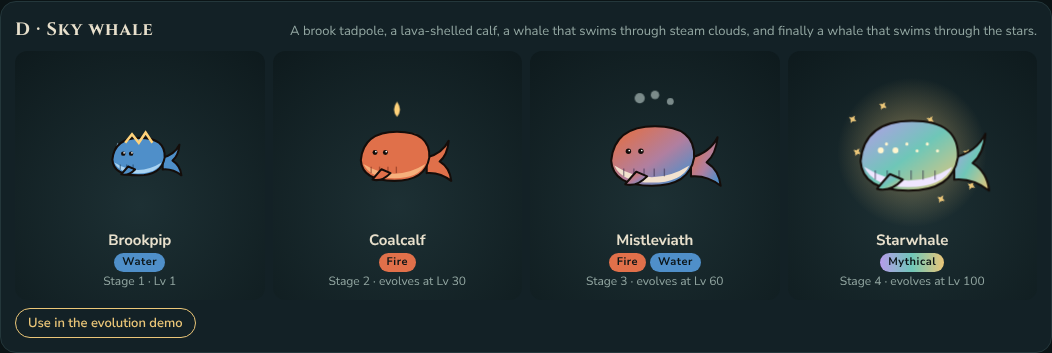 D · Sky whale
A brook tadpole, a lava-shelled calf, a whale that swims through steam clouds, and finally a whale that swims through the stars.
Brookpip
Water
Stage 1 · Lv 1
Coalcalf
Fire
Stage 2 · evolves at Lv 30
Mistleviath
Fire Water
Stage 3 · evolves at Lv 60
Starwhale
Mythical
Stage 4 · evolves at Lv 100
Use in the evolution demo